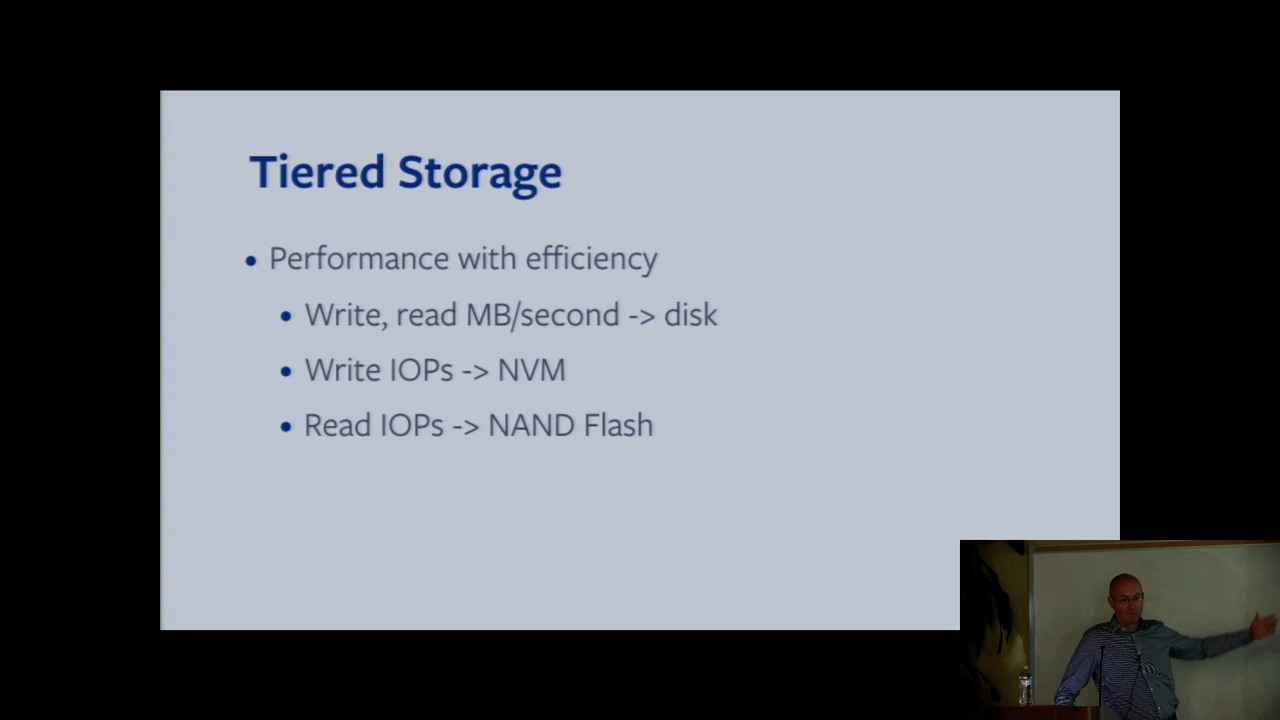 Tiered Storage
• Performance with efficiency
• Write, read MB/second -> disk
• Write IOPs -> NVM
• Read IOPs -> NAND Flash